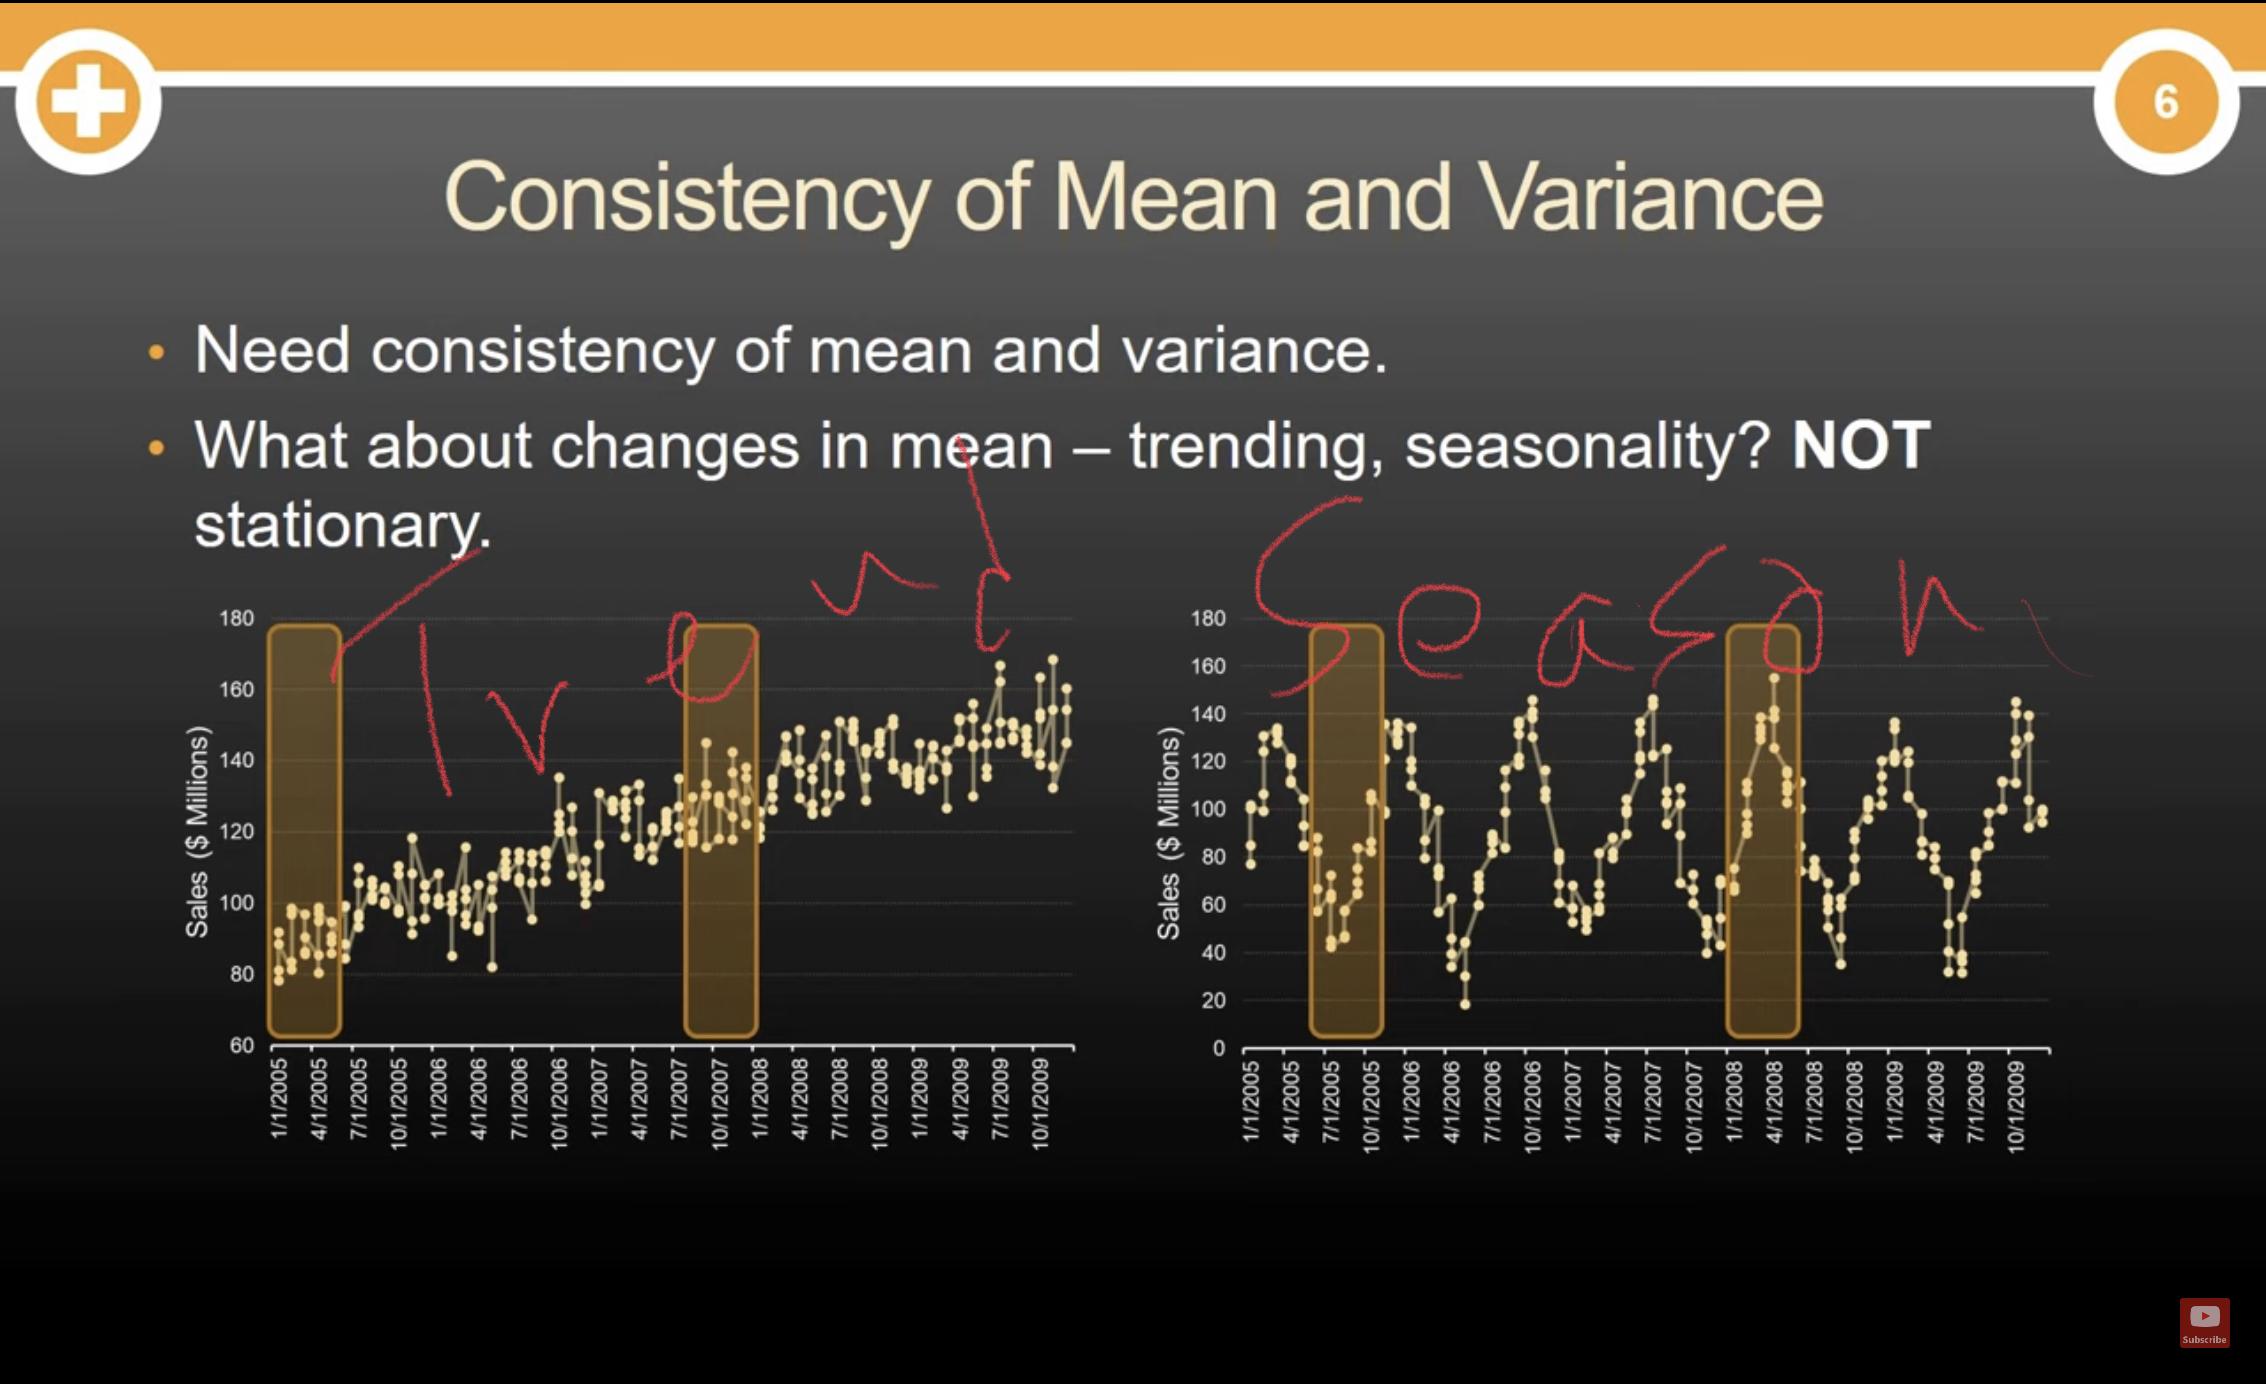 6
Consistency of Mean and Variance
• Need consistency of mean and variance.
• What about changes in mean – trending, seasonality? NOT
stationary.
Trend
Season
Sales ($ Millions)
180
160
140
120
100
80
60
1/1/2005 4/1/2005 7/1/2005 10/1/2005 1/1/2006 4/1/2006 7/1/2006 10/1/2006 1/1/2007 4/1/2007 7/1/2007 10/1/2007 1/1/2008 4/1/2008 7/1/2008 10/1/2008 1/1/2009 4/1/2009 7/1/2009 10/1/2009
Sales ($ Millions)
180
160
140
120
100
80
60
40
20
0
1/1/2005 4/1/2005 7/1/2005 10/1/2005 1/1/2006 4/1/2006 7/1/2006 10/1/2006 1/1/2007 4/1/2007 7/1/2007 10/1/2007 1/1/2008 4/1/2008 7/1/2008 10/1/2008 1/1/2009 4/1/2009 7/1/2009 10/1/2009
Subscribe